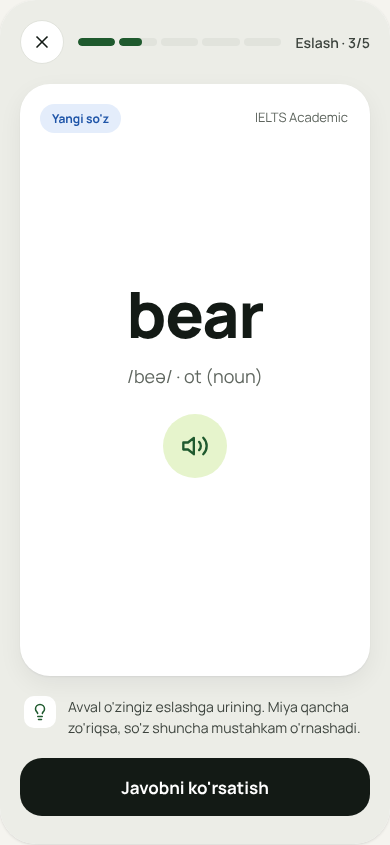 Eslash · 3/5
Yangi so'z
IELTS Academic
bear
/beə/ · ot (noun)
Avval o'zingiz eslashga urining. Miya qancha
zo'riqsa, so'z shuncha mustahkam o'rnashadi.
Javobni ko'rsatish